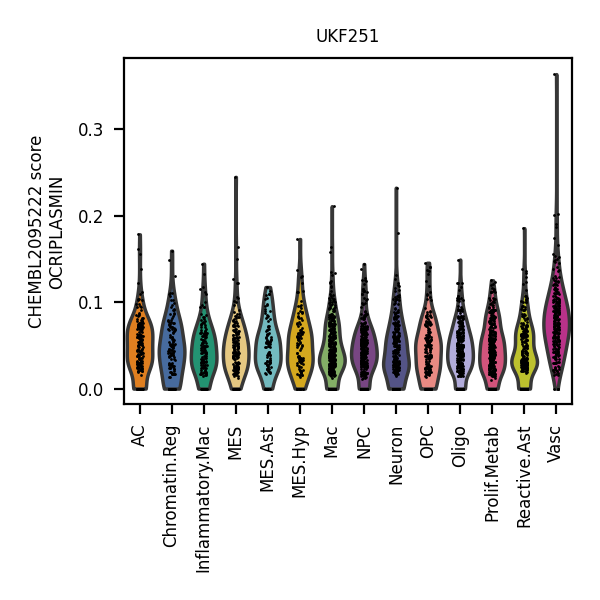 UKF251
CHEMBL2095222 score
OCRIPLASMIN
0.3
0.2
0.1
0.0
AC
Chromatin.Reg
Inflammatory.Mac
MES
MES.Ast
MES.Hyp
Mac
NPC
Neuron
OPC
Oligo
Prolif.Metab
Reactive.Ast
Vasc